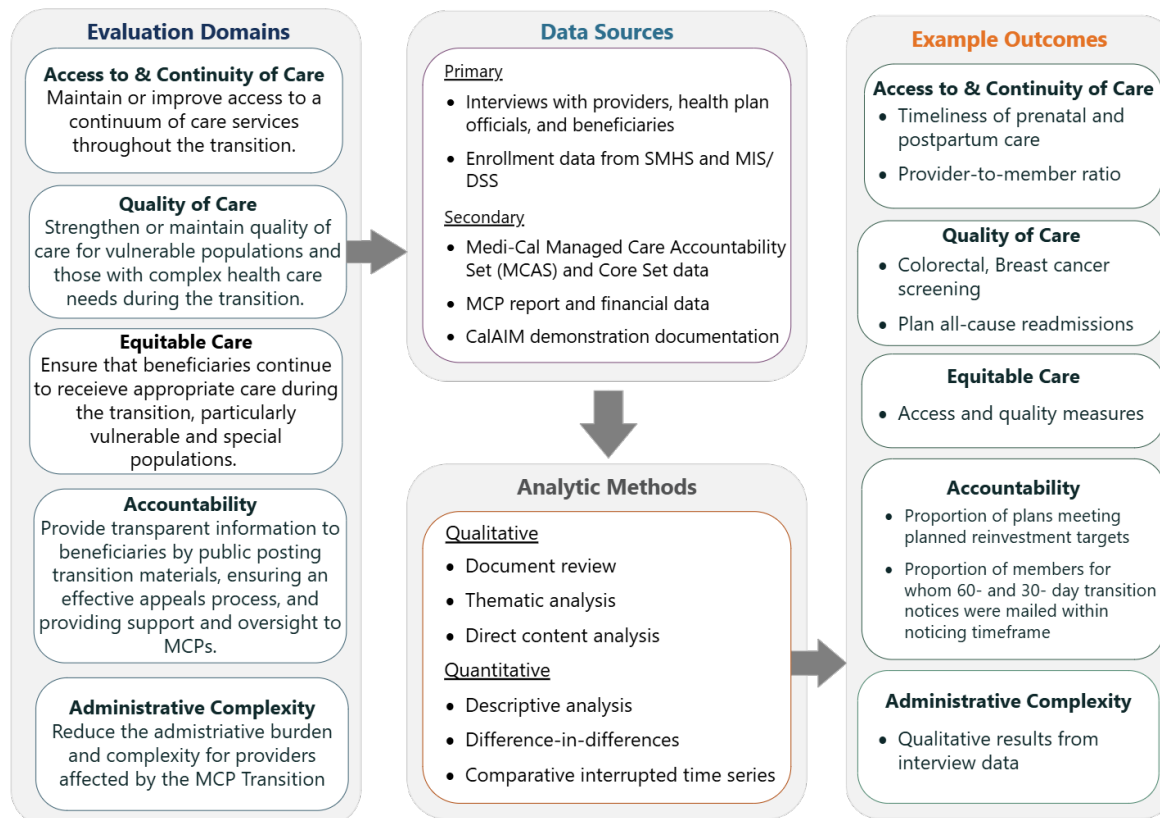 Evaluation Domains
Access to & Continuity of Care
Maintain or improve access to a
continuum of care services
throughout the transition.
Quality of Care
Strengthen or maintain quality of
care for vulnerable populations and
those with complex health care
needs during the transition.
Equitable Care
Ensure that beneficiaries continue
to receieve appropriate care during
the transition, particularly
vulnerable and special
populations.
Accountability
Provide transparent information to
beneficiaries by public posting
transition materials, ensuring an
effective appeals process, and
providing support and oversight to
MCPs.
Administrative Complexity
Reduce the admistriative burden
and complexity for providers
affected by the MCP Transition
Data Sources
Primary
• Interviews with providers, health plan
officials, and beneficiaries
• Enrollment data from SMHS and MIS/
DSS
Secondary
• Medi-Cal Managed Care Accountability
Set (MCAS) and Core Set data
• MCP report and financial data
• CalAIM demonstration documentation
Analytic Methods
Qualitative
• Document review
• Thematic analysis
• Direct content analysis
Quantitative
• Descriptive analysis
• Difference-in-differences
• Comparative interrupted time series
Example Outcomes
Access to & Continuity of Care
• Timeliness of prenatal and
postpartum care
• Provider-to-member ratio
Quality of Care
• Colorectal, Breast cancer
screening
• Plan all-cause readmissions
Equitable Care
• Access and quality measures
Accountability
• Proportion of plans meeting
planned reinvestment targets
• Proportion of members for
whom 60- and 30- day transition
notices were mailed within
noticing timeframe
Administrative Complexity
• Qualitative results from
interview data